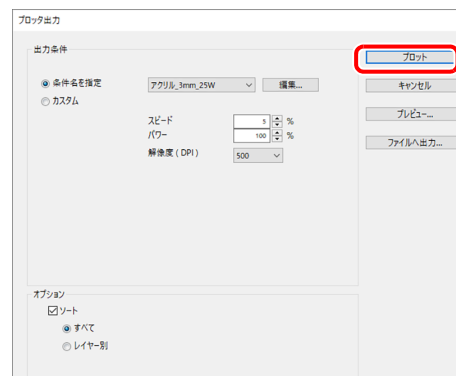 プロッタ出力
出力条件
プロット
条件名を指定
アクリル_3mm_25W
編集...
キャンセル
カスタム
プレビュー...
スピード
5
%
パワー
100
%
ファイルへ出力...
解像度 ( DPI )
500
オプション
ソート
すべて
レイヤー別